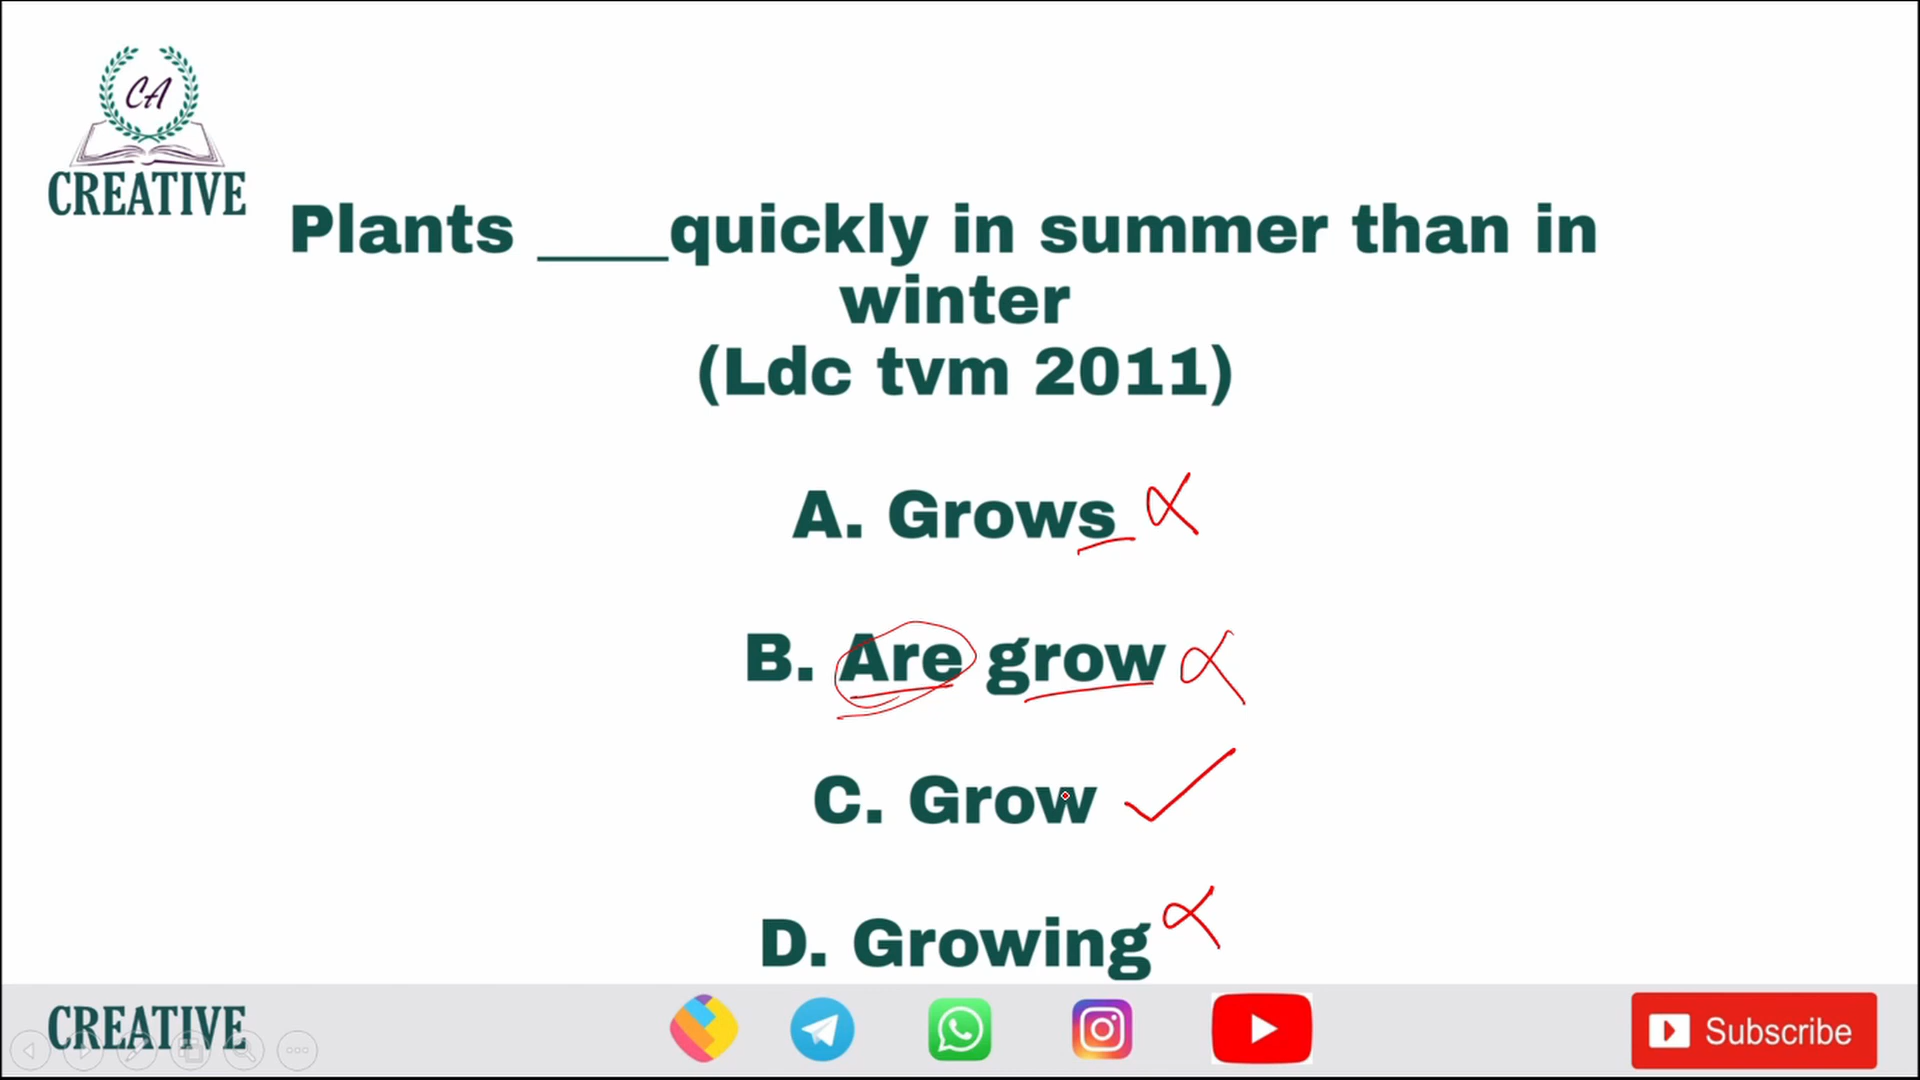 CA
CREATIVE
Plants ____quickly in summer than in
winter
(Ldc tvm 2011)
A. Grows
B. Are grow
C. Grow
D. Growing
CREATIVE
Subscribe